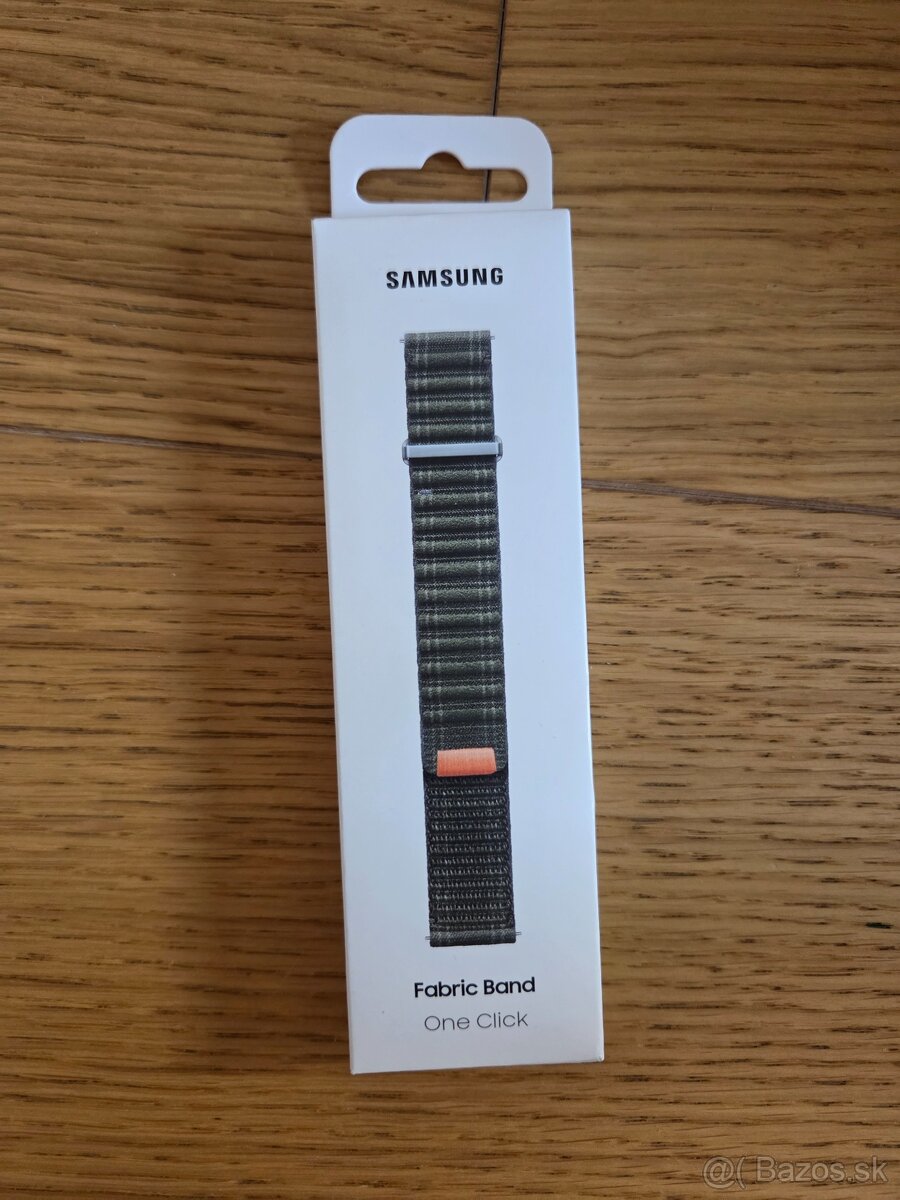 SAMSUNG
Fabric Band
One Click
@( Bazos.sk